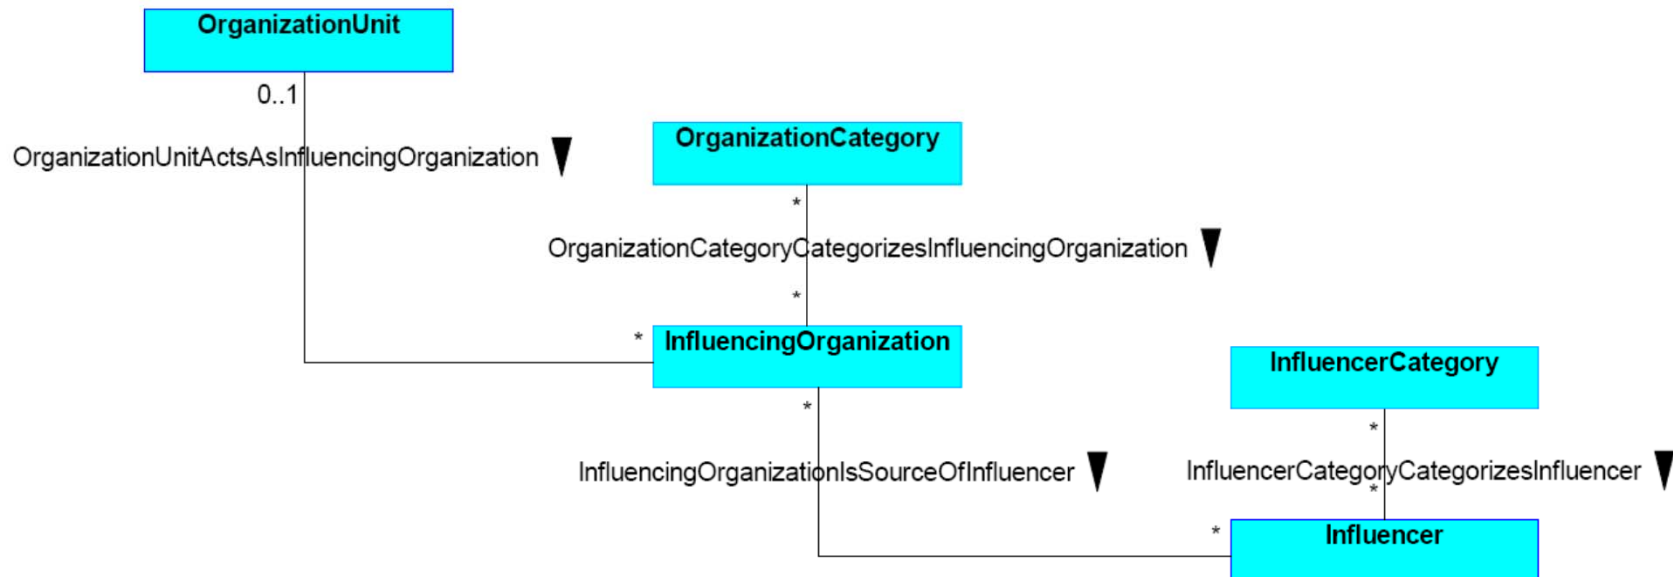 OrganizationUnit
0..1
OrganizationUnitActsAsInfluencingOrganization
OrganizationCategory
*
OrganizationCategoryCategorizesInfluencingOrganization
*
*
InfluencingOrganization
InfluencerCategory
*
*
InfluencingOrganizationIsSourceOfInfluencer
InfluencerCategoryCategorizesInfluencer
*
*
Influencer